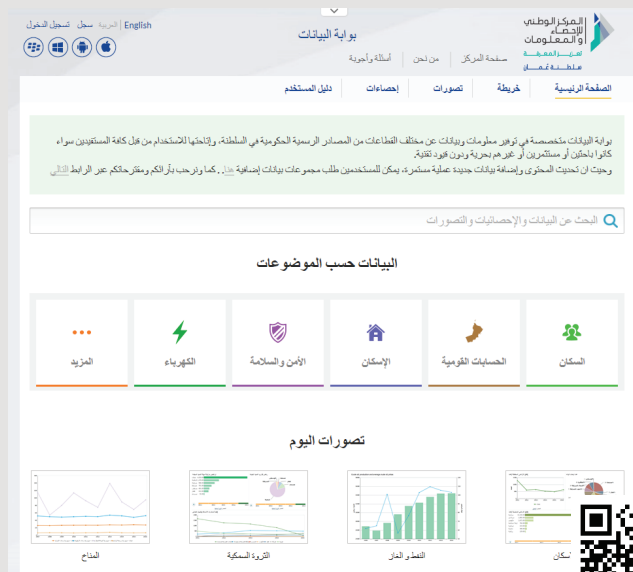 English | العربية سجل تسجيل الدخول
بوابة البيانات
المركز الوطني
للإحصاء
والمعلومات
تعزيـــز المعرفــــة
سلطنــة عُمـــان
صفحة المركز | من نحن | أسئلة وأجوبة
الصفحة الرئيسية خريطة تصورات إحصاءات دليل المستخدم
بوابة البيانات متخصصة في توفير معلومات وبيانات عن مختلف القطاعات من المصادر الرسمية الحكومية في السلطنة، وإتاحتها للاستخدام من قبل كافة المستفيدين سواء
كانوا باحثين أو مستثمرين أو غيرهم بحرية ودون قيود تقنية.
وحيث ان تحديث المحتوى وإضافة بيانات جديدة عملية مستمرة، يمكن للمستخدمين طلب مجموعات بيانات إضافية هنا. . كما ونرحب بآرائكم ومقترحاتكم عبر الرابط التالي
البحث عن البيانات والإحصائيات والتصورات
البيانات حسب الموضوعات
السكان الحسابات القومية الإسكان الأمن والسلامة الكهرباء المزيد
تصورات اليوم
النفط و الغاز الثروة السمكية المناخ